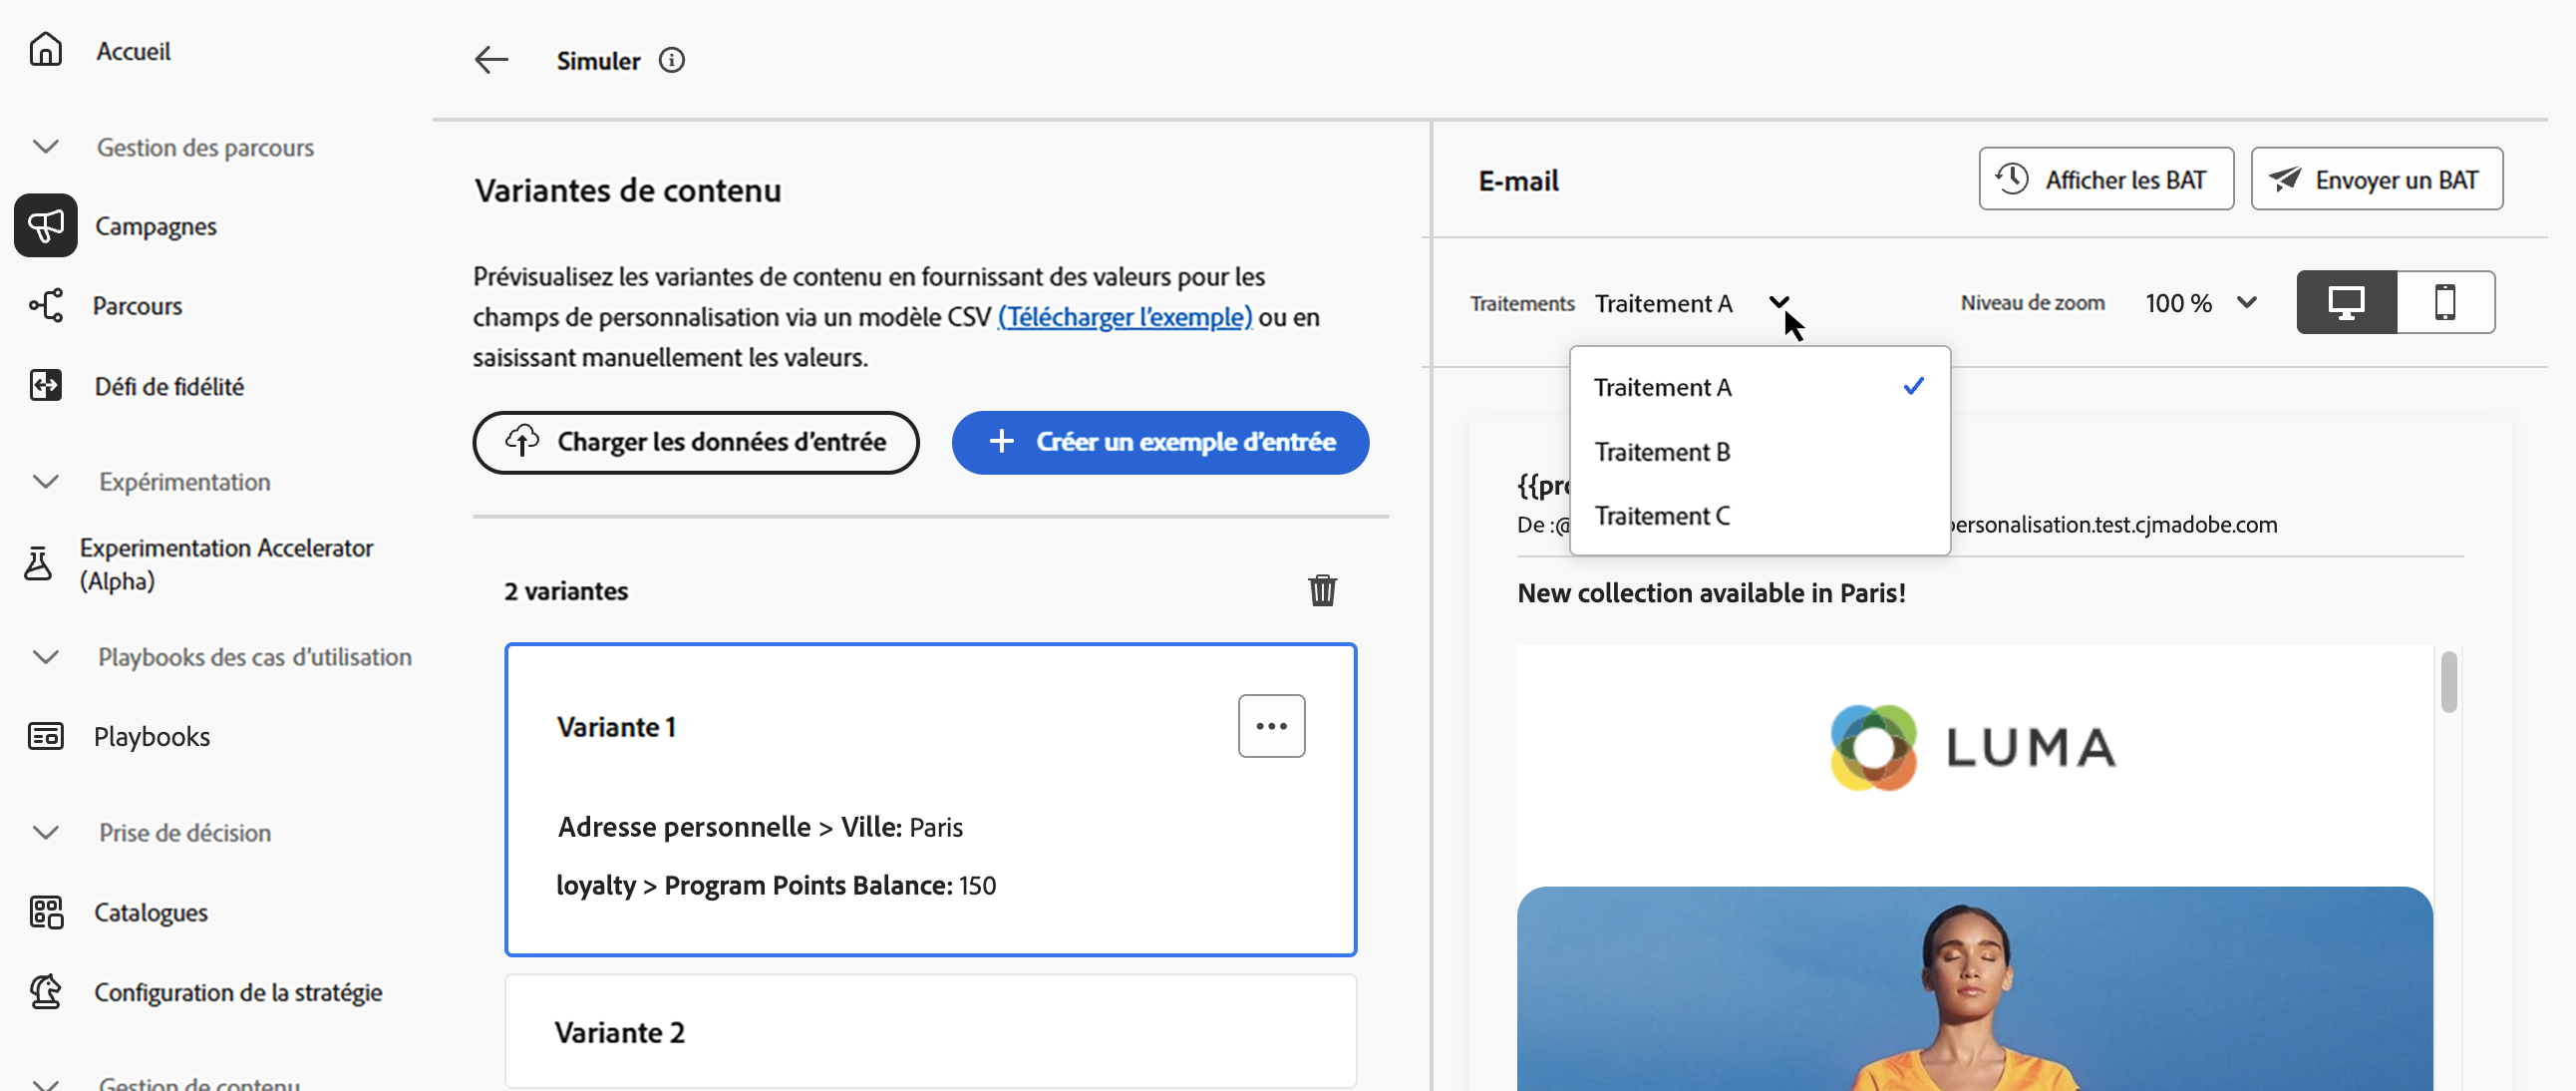 Accueil
Gestion des parcours
Campagnes
Parcours
Défi de fidélité
Expérimentation
Experimentation Accelerator
(Alpha)
Playbooks des cas d’utilisation
Playbooks
Prise de décision
Catalogues
Configuration de la stratégie
Gestion de contenu
Simuler
Variantes de contenu
Prévisualisez les variantes de contenu en fournissant des valeurs pour les
champs de personnalisation via un modèle CSV (Télécharger l’exemple) ou en
saisissant manuellement les valeurs.
Charger les données d’entrée
Créer un exemple d’entrée
2 variantes
Variante 1
Adresse personnelle > Ville: Paris
loyalty > Program Points Balance: 150
Variante 2
E-mail
Afficher les BAT
Envoyer un BAT
Traitements Traitement A
Niveau de zoom 100 %
Traitement A
Traitement B
Traitement C
{{pro
De :@ personalisation.test.cjmadobe.com
New collection available in Paris!
LUMA